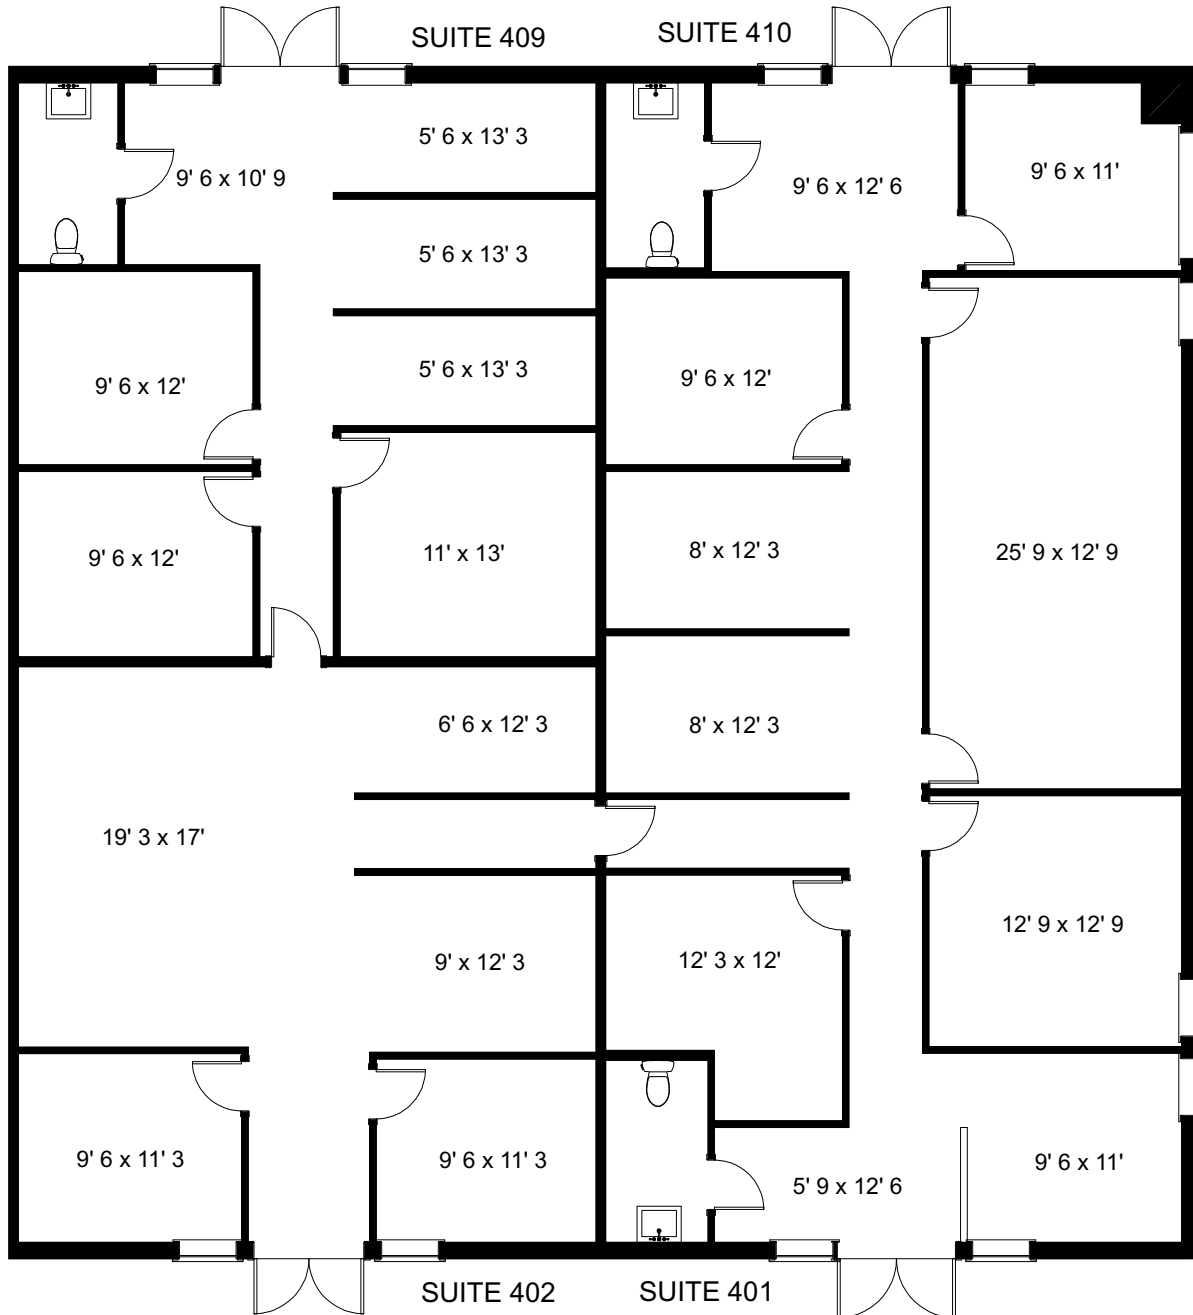 SUITE 409
SUITE 410
5' 6 x 13' 3
9' 6 x 10' 9
9' 6 x 12' 6
9' 6 x 11'
5' 6 x 13' 3
5' 6 x 13' 3
9' 6 x 12'
9' 6 x 12'
9' 6 x 12'
11' x 13'
8' x 12' 3
25' 9 x 12' 9
6' 6 x 12' 3
8' x 12' 3
19' 3 x 17'
9' x 12' 3
12' 3 x 12'
12' 9 x 12' 9
9' 6 x 11' 3
9' 6 x 11' 3
5' 9 x 12' 6
9' 6 x 11'
SUITE 402
SUITE 401